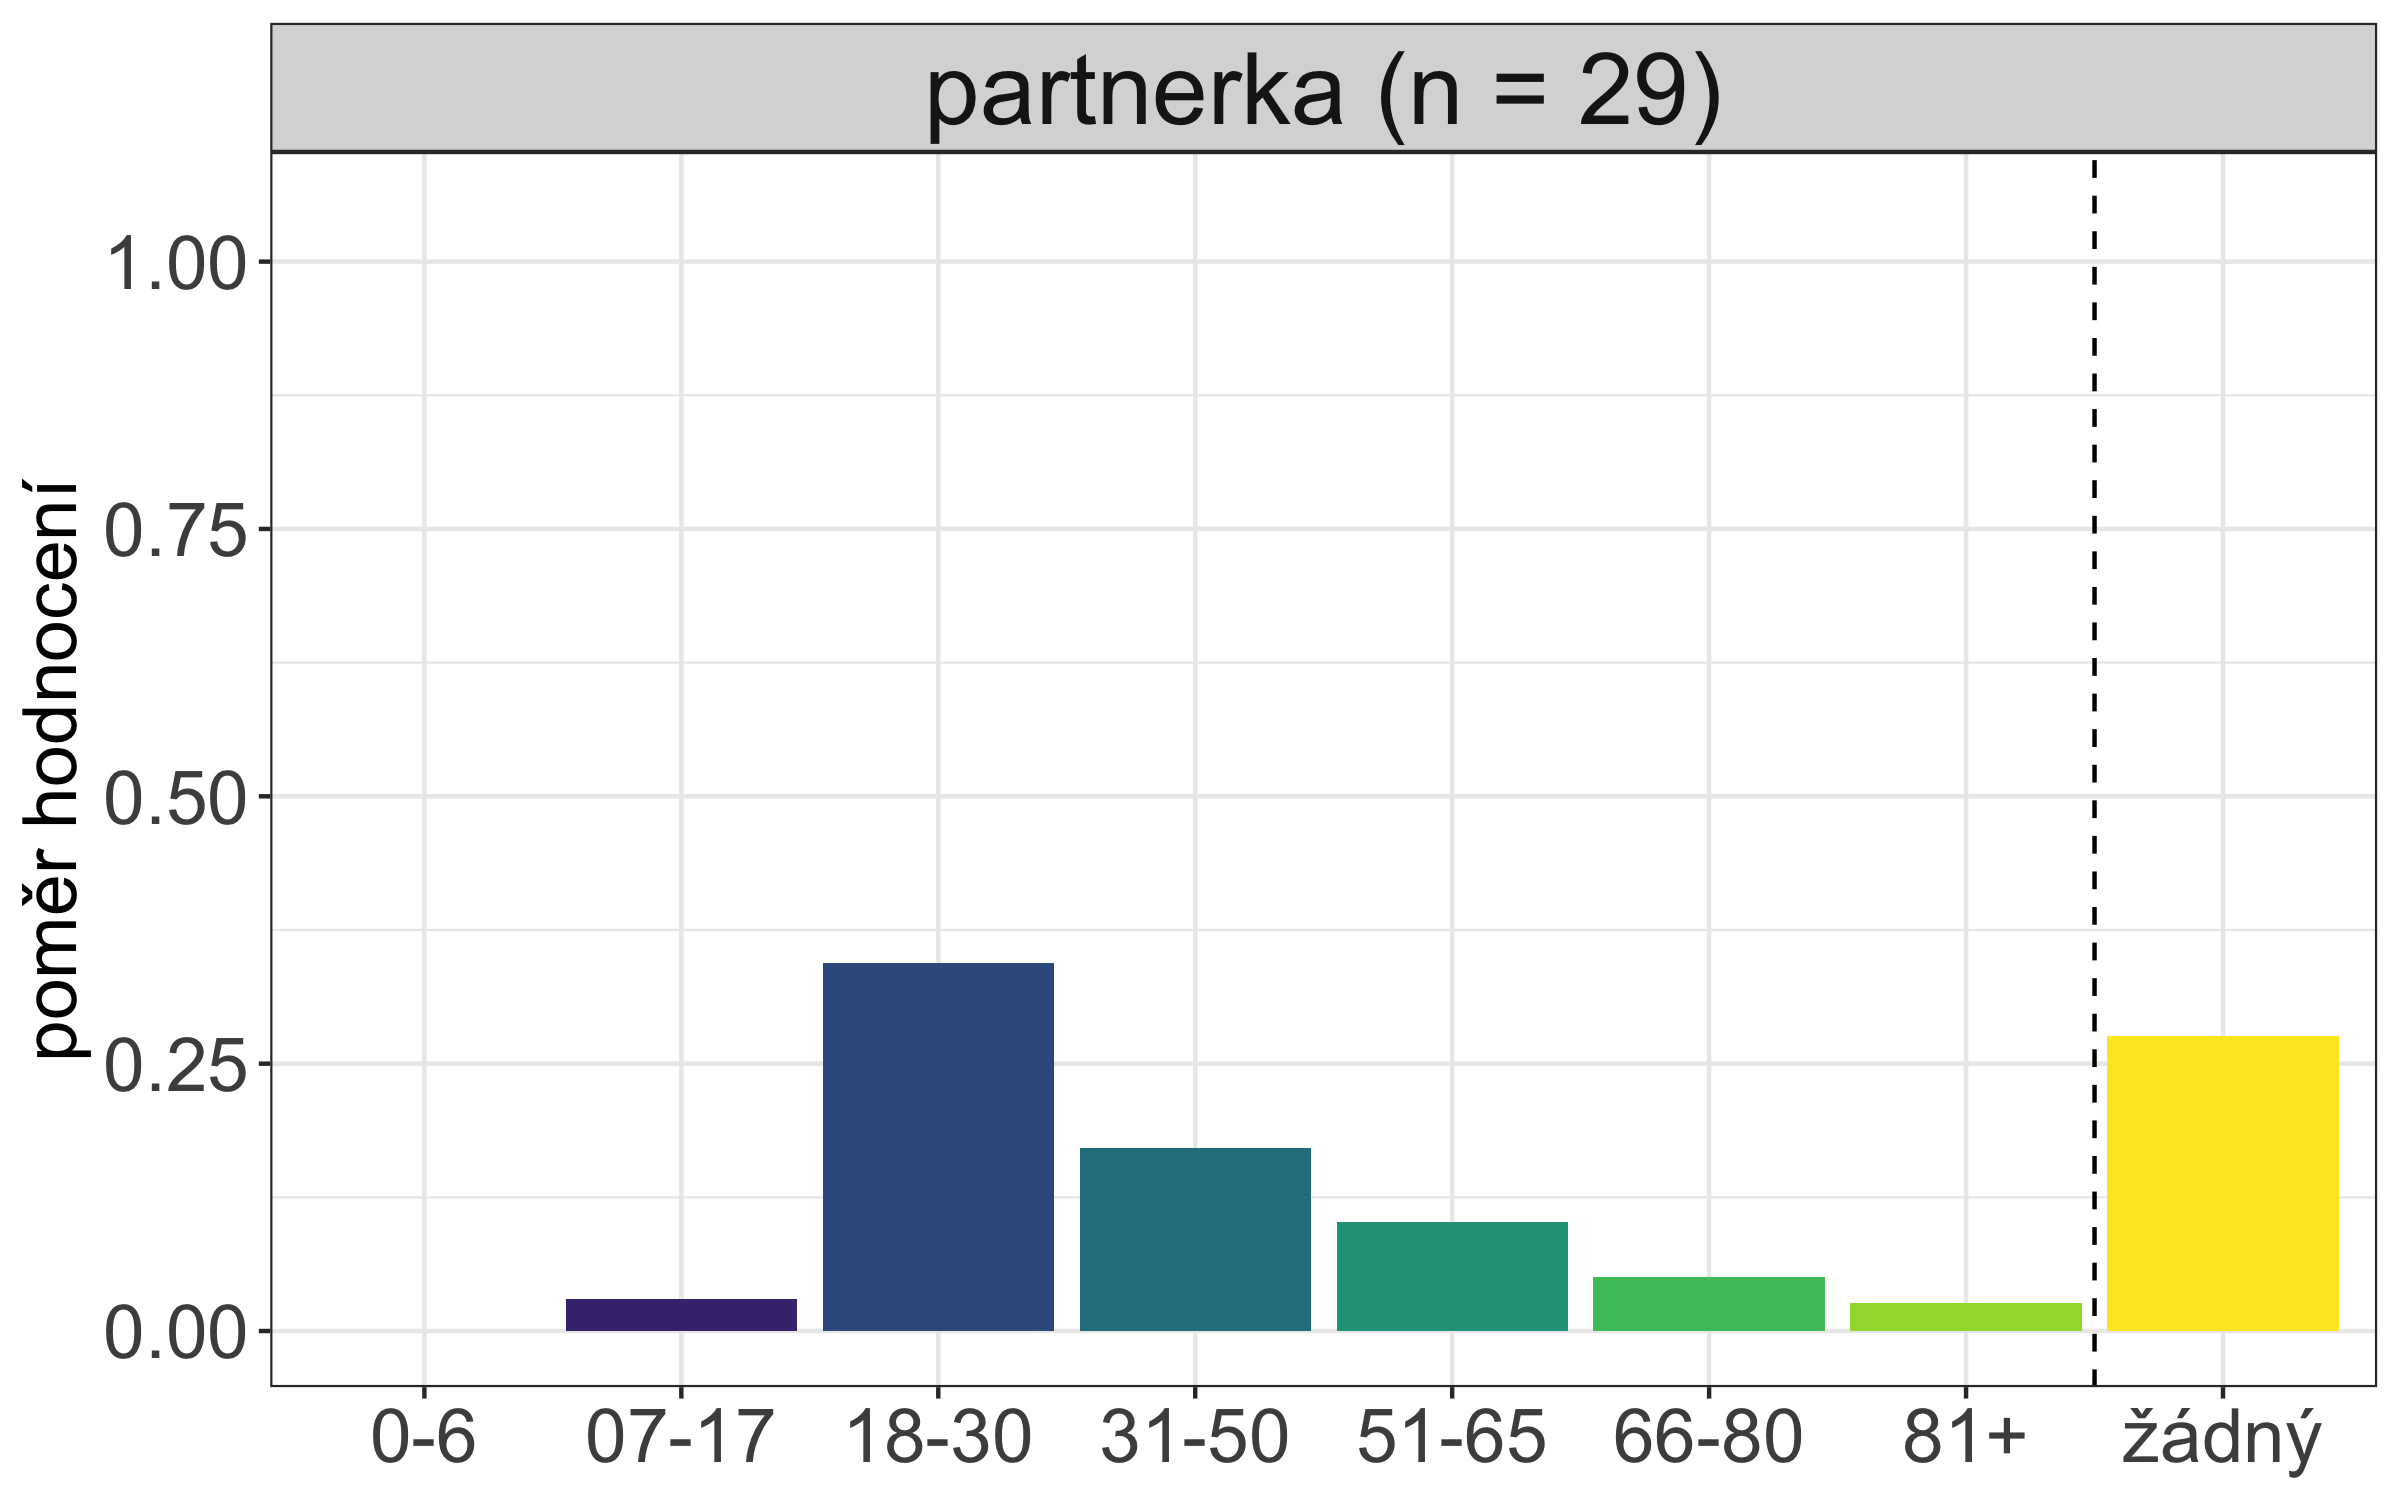 partnerka (n = 29)
poměr hodnocení
1.00
0.75
0.50
0.25
0.00
0-6 07-17 18-30 31-50 51-65 66-80 81+ žádný